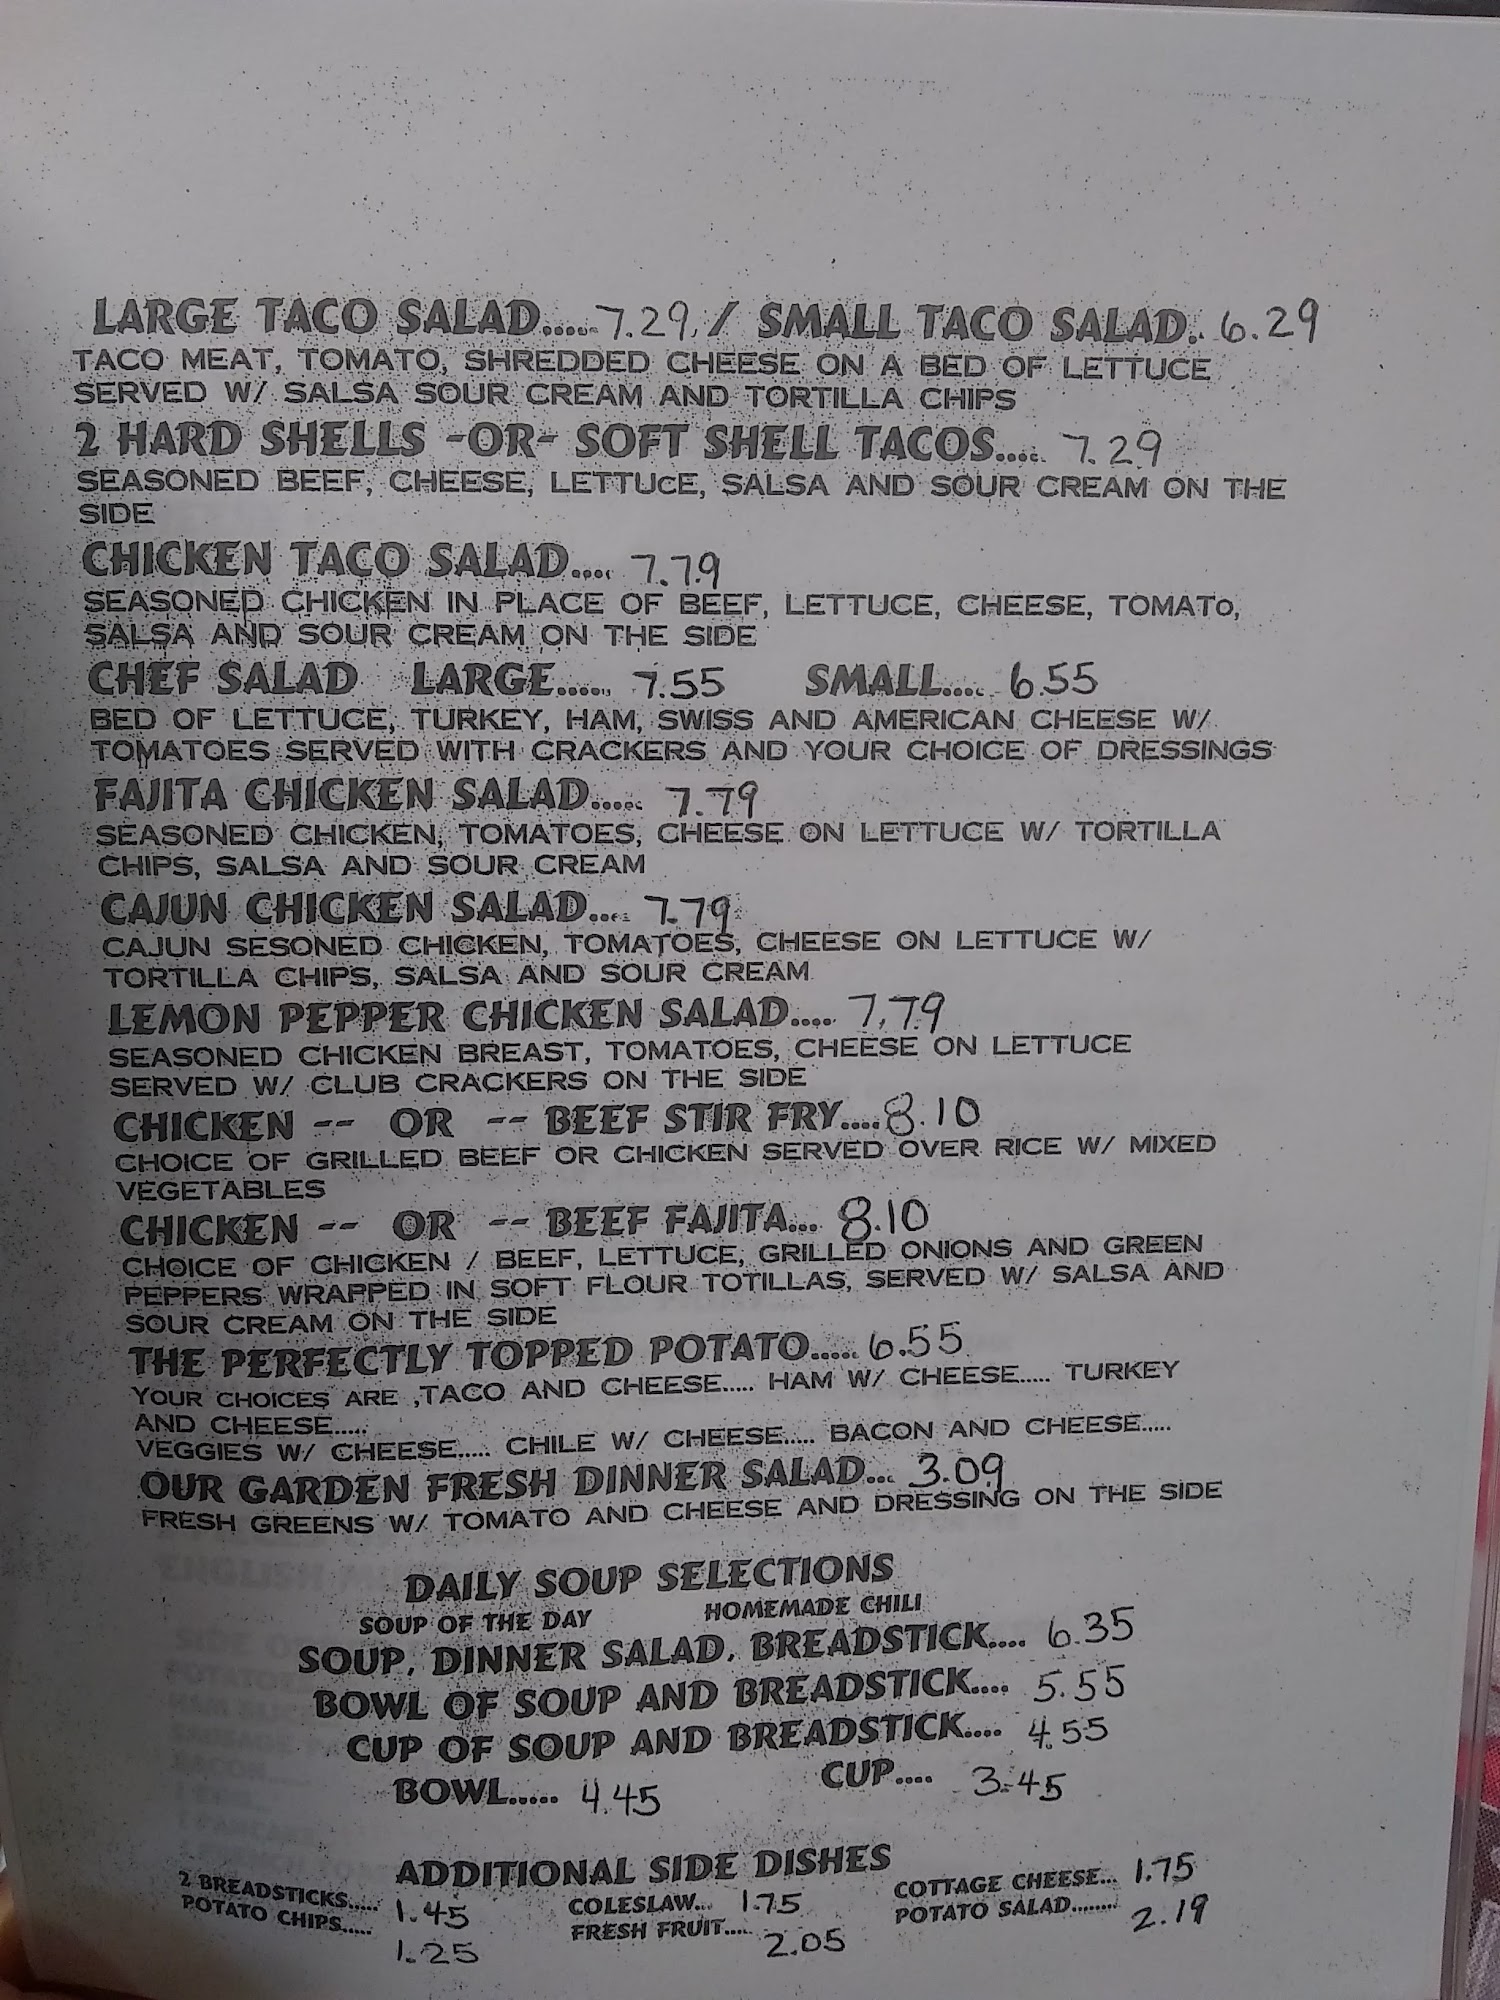 LARGE TACO SALAD..... 7.29 / SMALL TACO SALAD.. 6.29
TACO MEAT, TOMATO, SHREDDED CHEESE ON A BED OF LETTUCE
SERVED W/ SALSA SOUR CREAM AND TORTILLA CHIPS
2 HARD SHELLS -OR- SOFT SHELL TACOS.... 7.29
SEASONED BEEF, CHEESE, LETTUCE, SALSA AND SOUR CREAM ON THE
SIDE
CHICKEN TACO SALAD.... 7.79
SEASONED CHICKEN IN PLACE OF BEEF, LETTUCE, CHEESE, TOMATO,
SALSA AND SOUR CREAM ON THE SIDE
CHEF SALAD LARGE..... 7.55 SMALL.... 6.55
BED OF LETTUCE, TURKEY, HAM, SWISS AND AMERICAN CHEESE W/
TOMATOES SERVED WITH CRACKERS AND YOUR CHOICE OF DRESSINGS
FAJITA CHICKEN SALAD..... 7.79
SEASONED CHICKEN, TOMATOES, CHEESE ON LETTUCE W/ TORTILLA
CHIPS, SALSA AND SOUR CREAM
CAJUN CHICKEN SALAD.... 7.79
CAJUN SESONED CHICKEN, TOMATOES, CHEESE ON LETTUCE W/
TORTILLA CHIPS, SALSA AND SOUR CREAM
LEMON PEPPER CHICKEN SALAD.... 7.79
SEASONED CHICKEN BREAST, TOMATOES, CHEESE ON LETTUCE
SERVED W/ CLUB CRACKERS ON THE SIDE
CHICKEN -- OR -- BEEF STIR FRY.... 8.10
CHOICE OF GRILLED BEEF OR CHICKEN SERVED OVER RICE W/ MIXED
VEGETABLES
CHICKEN -- OR -- BEEF FAJITA... 8.10
CHOICE OF CHICKEN / BEEF, LETTUCE, GRILLED ONIONS AND GREEN
PEPPERS WRAPPED IN SOFT FLOUR TOTILLAS, SERVED W/ SALSA AND
SOUR CREAM ON THE SIDE
THE PERFECTLY TOPPED POTATO..... 6.55
YOUR CHOICES ARE ,TACO AND CHEESE..... HAM W/ CHEESE..... TURKEY
AND CHEESE.....
VEGGIES W/ CHEESE..... CHILE W/ CHEESE..... BACON AND CHEESE.....
OUR GARDEN FRESH DINNER SALAD... 3.09
FRESH GREENS W/ TOMATO AND CHEESE AND DRESSING ON THE SIDE
DAILY SOUP SELECTIONS
SOUP OF THE DAY HOMEMADE CHILI
SOUP, DINNER SALAD, BREADSTICK.... 6.35
BOWL OF SOUP AND BREADSTICK.... 5.55
CUP OF SOUP AND BREADSTICK.... 4.55
BOWL..... 4.45 CUP.... 3.45
ADDITIONAL SIDE DISHES
2 BREADSTICKS..... 1.45 COLESLAW... 1.75 COTTAGE CHEESE... 1.75
POTATO CHIPS..... 1.25 FRESH FRUIT.... 2.05 POTATO SALAD........ 2.19